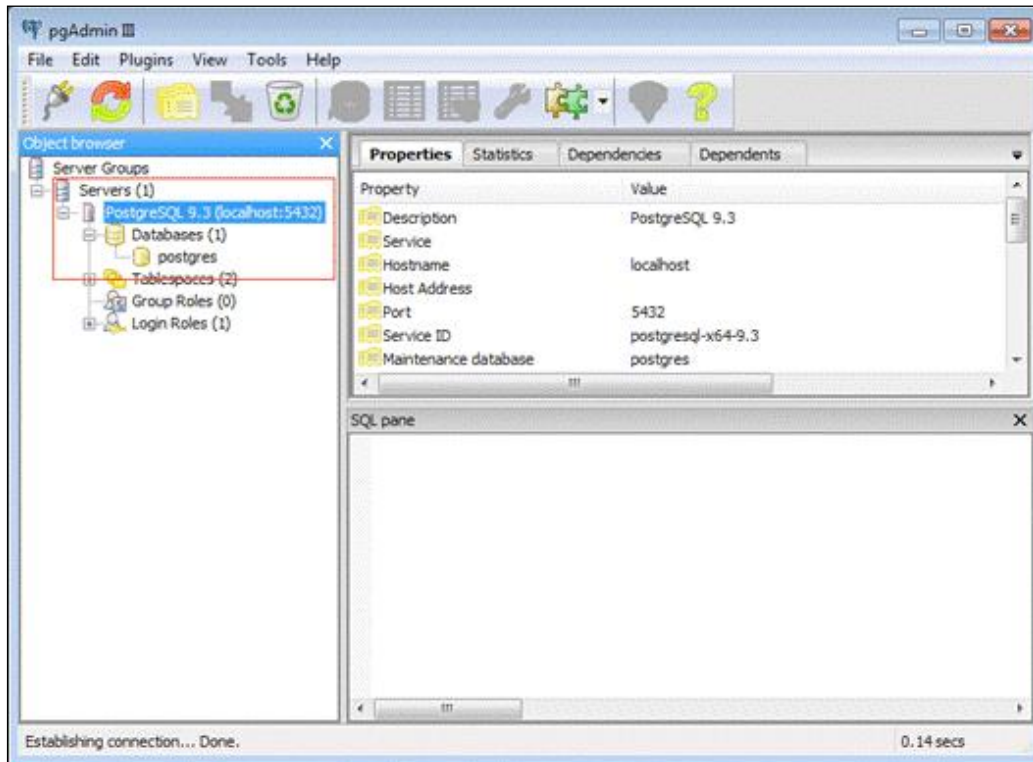 pgAdmin III
File Edit Plugins View Tools Help
Object browser
Server Groups
Servers (1)
PostgreSQL 9.3 (localhost:5432)
Databases (1)
postgres
Tablespaces (2)
Group Roles (0)
Login Roles (1)
Properties Statistics Dependencies Dependents
Property Value
Description PostgreSQL 9.3
Service
Hostname localhost
Host Address
Port 5432
Service ID postgresql-x64-9.3
Maintenance database postgres
SQL pane
Establishing connection... Done. 0.14 secs